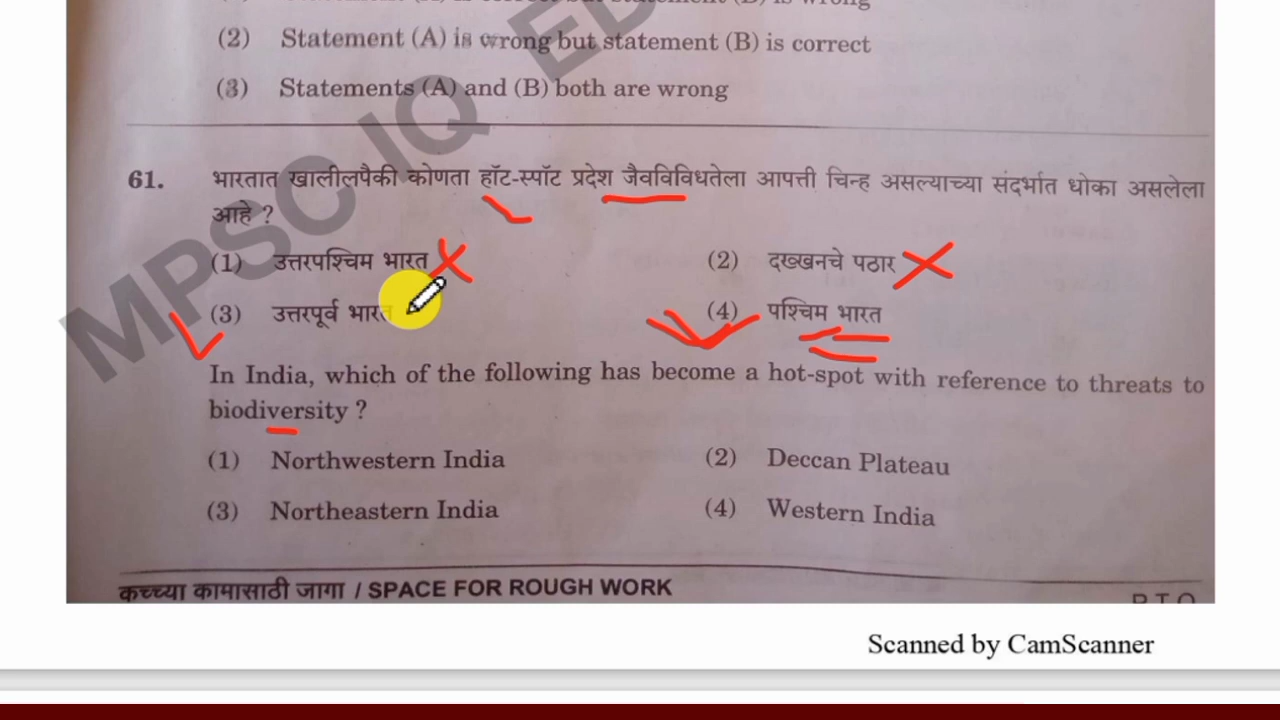 (2) Statement (A) is wrong but statement (B) is correct
(3) Statements (A) and (B) both are wrong
MPSC IQ
61. भारतात खालीलपैकी कोणता हॉट-स्पॉट प्रदेश जैवविविधतेला आपत्ती चिन्ह असल्याच्या संदर्भात धोका असलेला
आहे ?
(1) उत्तरपश्चिम भारत (2) दख्खनचे पठार
(3) उत्तरपूर्व भारत (4) पश्चिम भारत
In India, which of the following has become a hot-spot with reference to threats to
biodiversity ?
(1) Northwestern India (2) Deccan Plateau
(3) Northeastern India (4) Western India
कच्च्या कामासाठी जागा / SPACE FOR ROUGH WORK
P.T.O.
Scanned by CamScanner